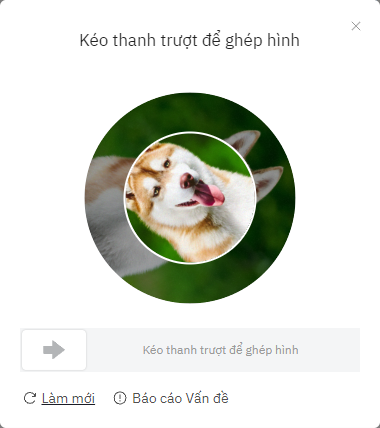 Kéo thanh trượt để ghép hình
Kéo thanh trượt để ghép hình
Làm mới Báo cáo Vấn đề